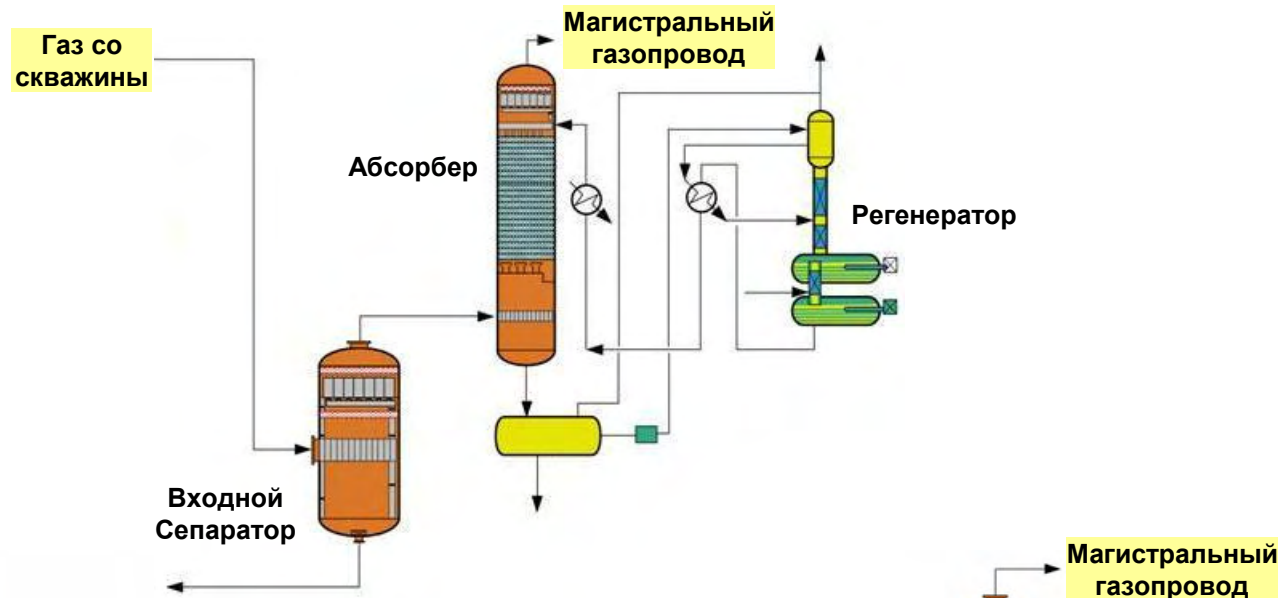 Газ со
скважины
Магистральный
газопровод
Абсорбер
Регенератор
Входной
Сепаратор
Магистральный
газопровод